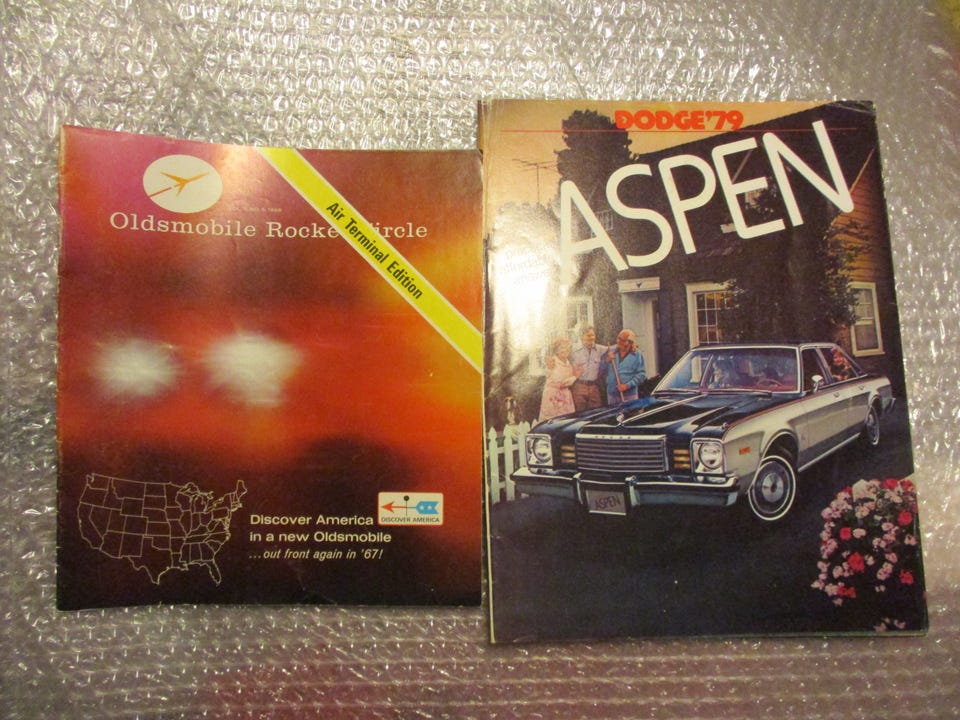 Oldsmobile Rocket Circle
Air Terminal Edition
Discover America
in a new Oldsmobile
...out front again in '67!
DISCOVER AMERICA
DODGE'79
ASPEN
ASPEN